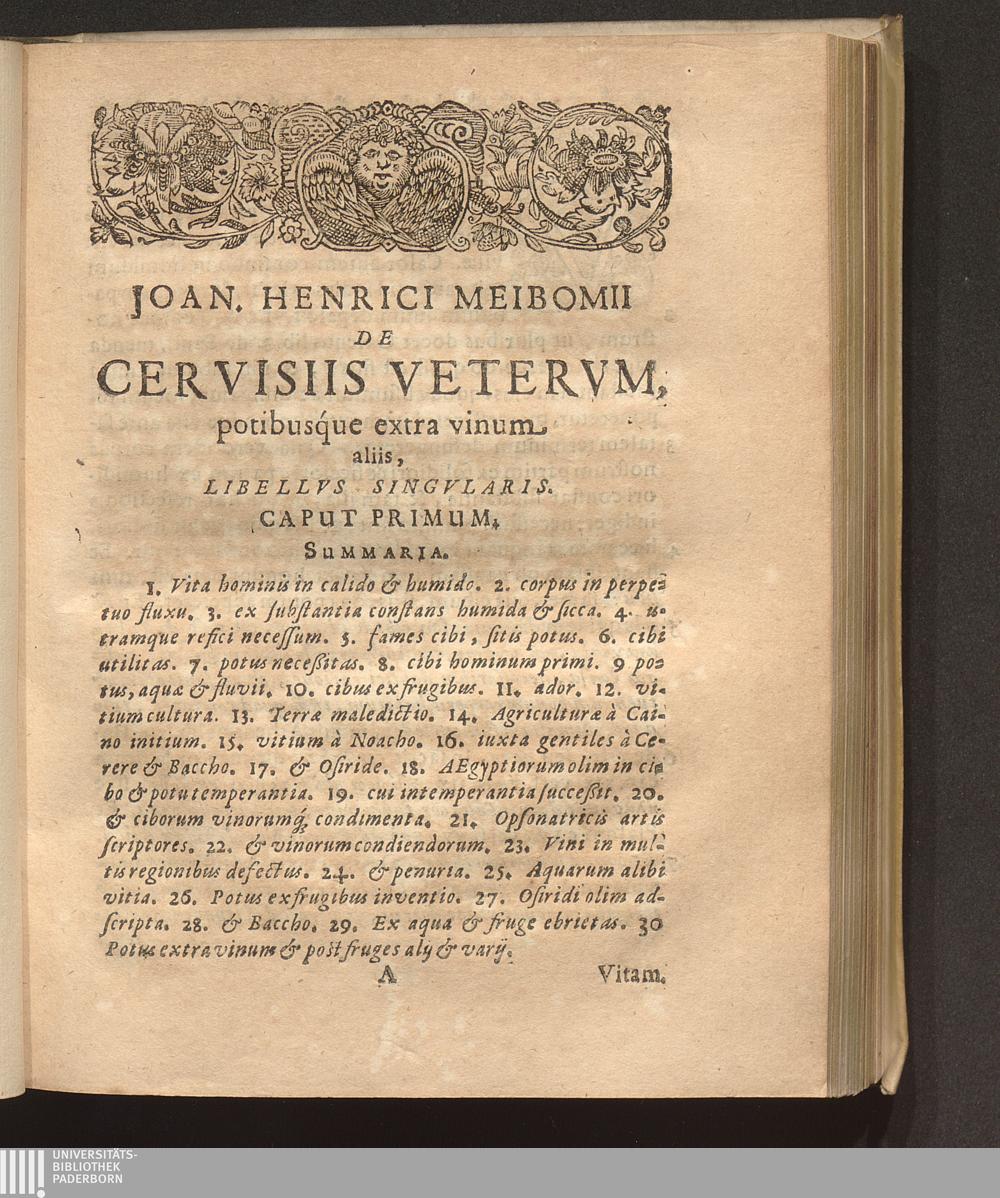 JOAN. HENRICI MEIBOMII
DE
CERVISIIS VETERVM,
potibusq́ue extra vinum
aliis,
LIBELLVS SINGVLARIS.
CAPUT PRIMUM.
SUMMARIA.
1. Vita hominis in calido & humido. 2. corpus in perpe-
tuo fluxu. 3. ex ſubſtantia conſtans humida & ſicca. 4. u-
tramque refici neceſſum. 5. fames cibi, ſitis potus. 6. cibi
utilitas. 7. potus neceßitas. 8. cibi hominum primi. 9 po-
tus, aquæ & fluvii. 10. cibus ex frugibus. 11. ador. 12. vi-
tium cultura. 13. Terræ maledictio. 14. Agriculturæ à Cai-
no initium. 15. vitium à Noacho. 16. iuxta gentiles à Ce-
rere & Baccho. 17. & Oſiride. 18. AEgyptiorum olim in ci-
bo & potu temperantia. 19. cui intemperantia ſucceßit. 20.
& ciborum vinorumq́; condimenta. 21. Opſonatricis artis
ſcriptores. 22. & vinorum condiendorum. 23. Vini in mul-
tis regionibus defectus. 24. & penuria. 25. Aquarum alibi
vitia. 26. Potus ex frugibus inventio. 27. Oſiridi olim ad-
ſcripta. 28. & Baccho. 29. Ex aqua & fruge ebrietas. 30
Potus extra vinum & poſt fruges alij & varij.
A Vitam.
UNIVERSITÄTS-
BIBLIOTHEK
PADERBORN